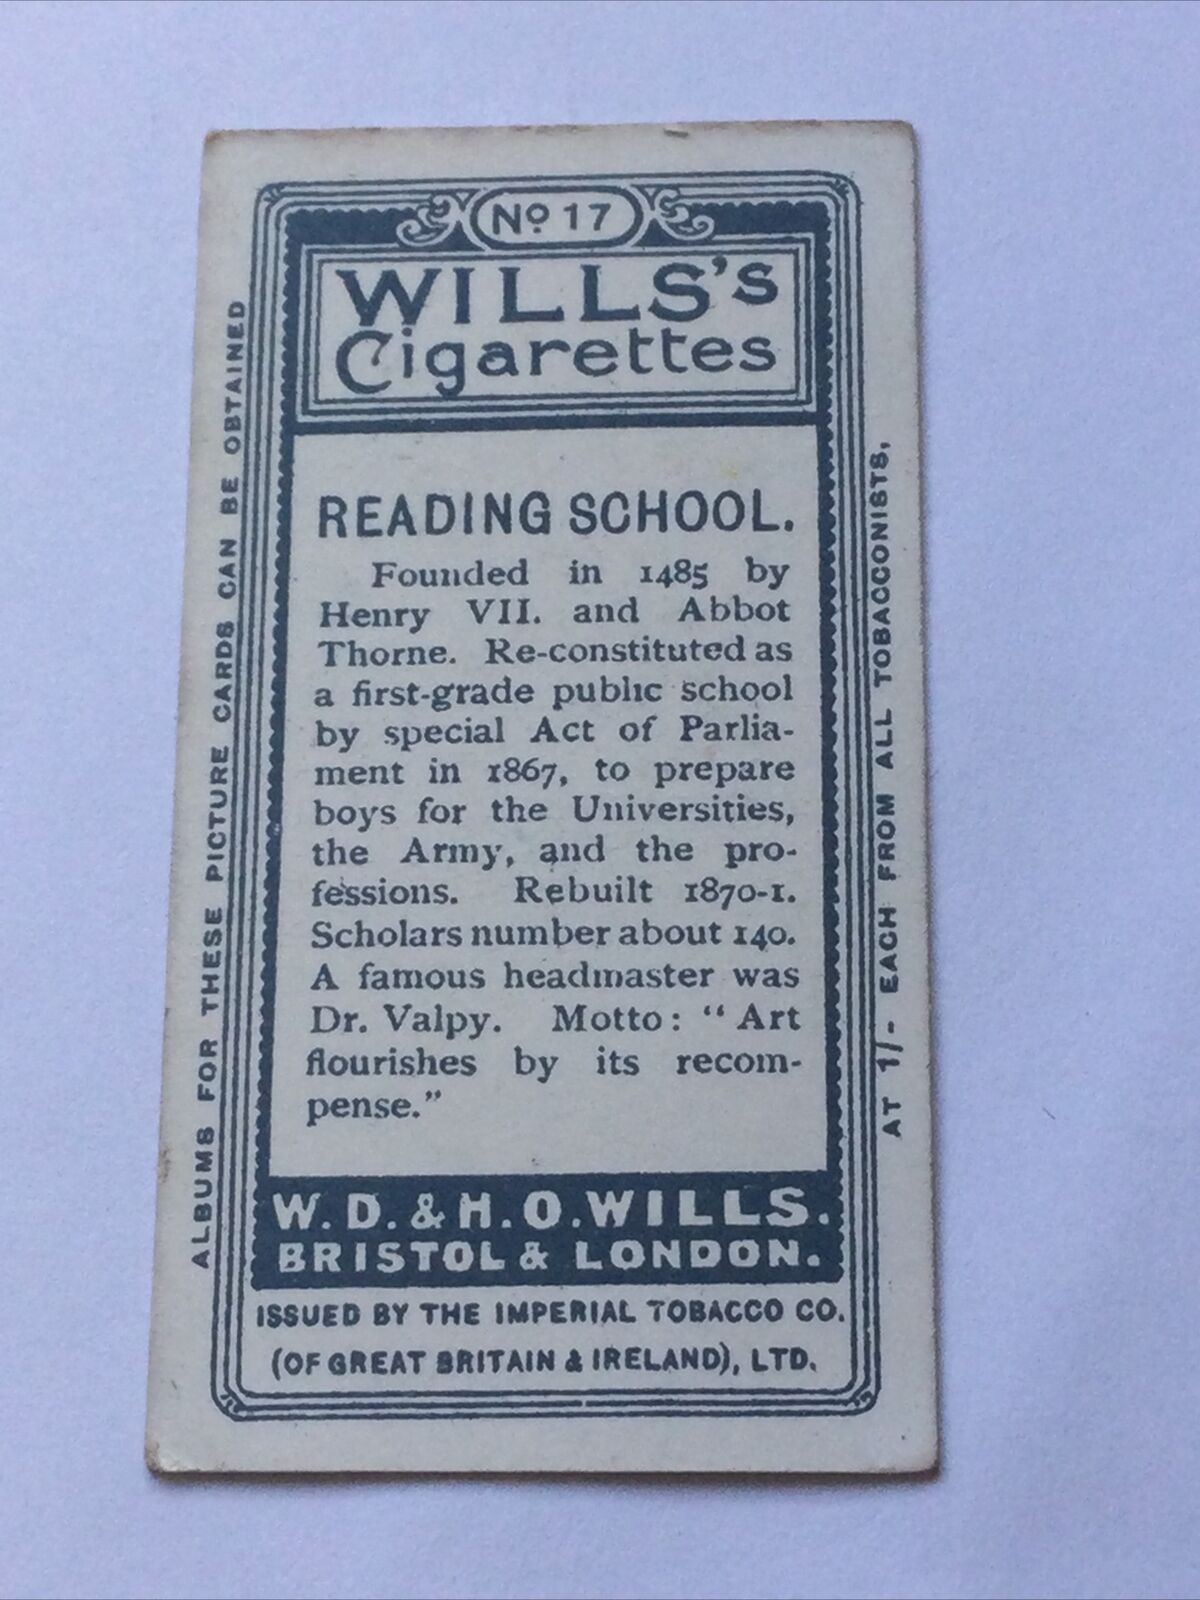 No 17
WILLS's
Cigarettes
READING SCHOOL.
Founded in 1485 by
Henry VII. and Abbot
Thorne. Re-constituted as
a first-grade public school
by special Act of Parlia-
ment in 1867, to prepare
boys for the Universities,
the Army, and the pro-
fessions. Rebuilt 1870-1.
Scholars number about 140.
A famous headmaster was
Dr. Valpy. Motto: “Art
flourishes by its recom-
pense.”
W.D. & H.O. WILLS.
BRISTOL & LONDON.
ISSUED BY THE IMPERIAL TOBACCO CO.
(OF GREAT BRITAIN & IRELAND), LTD.
ALBUMS FOR THESE PICTURE CARDS CAN BE OBTAINED
AT 1/- EACH FROM ALL TOBACCONISTS,